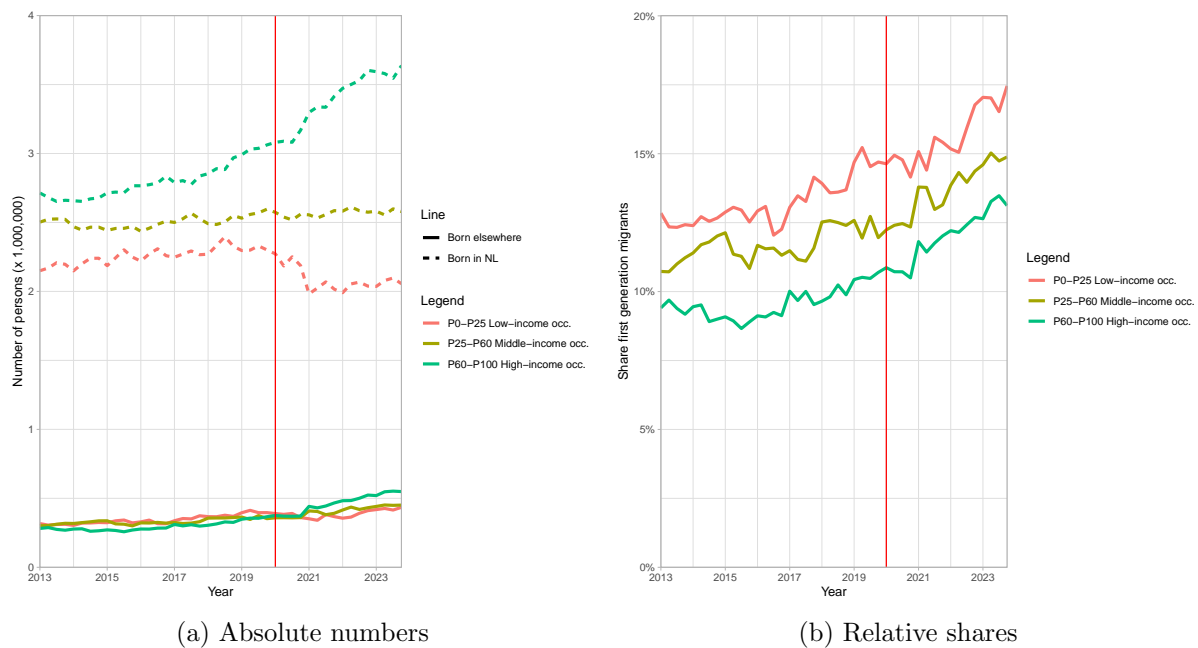 4
3
2
1
0
Number of persons (x 1,000,000)
2013
2015
2017
2019
2021
2023
Year
Line
Born elsewhere
Born in NL
Legend
P0−P25 Low−income occ.
P25−P60 Middle−income occ.
P60−P100 High−income occ.
(a) Absolute numbers
20%
15%
10%
5%
0%
Share first generation migrants
2013
2015
2017
2019
2021
2023
Year
Legend
P0−P25 Low−income occ.
P25−P60 Middle−income occ.
P60−P100 High−income occ.
(b) Relative shares